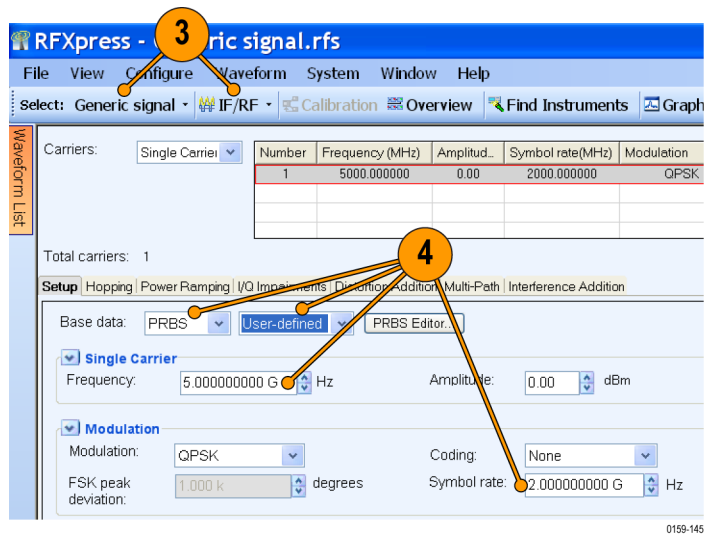 RFXpress - ric signal.rfs
3
File View Configure Waveform System Window Help
Select: Generic signal IF/RF Calibration Overview Find Instruments Graph
Waveform List
Carriers: Single Carrier
Number Frequency (MHz) Amplitud... Symbol rate(MHz) Modulation
1 5000.000000 0.00 2000.000000 QPSK
Total carriers: 1
4
Setup Hopping Power Ramping I/Q Impairments Distortion Addition Multi-Path Interference Addition
Base data: PRBS User-defined PRBS Editor...
Single Carrier
Frequency: 5.000000000 G Hz Amplitude: 0.00 dBm
Modulation
Modulation: QPSK Coding: None
FSK peak deviation: 1.000 k degrees Symbol rate: 2.000000000 G Hz
0159-145